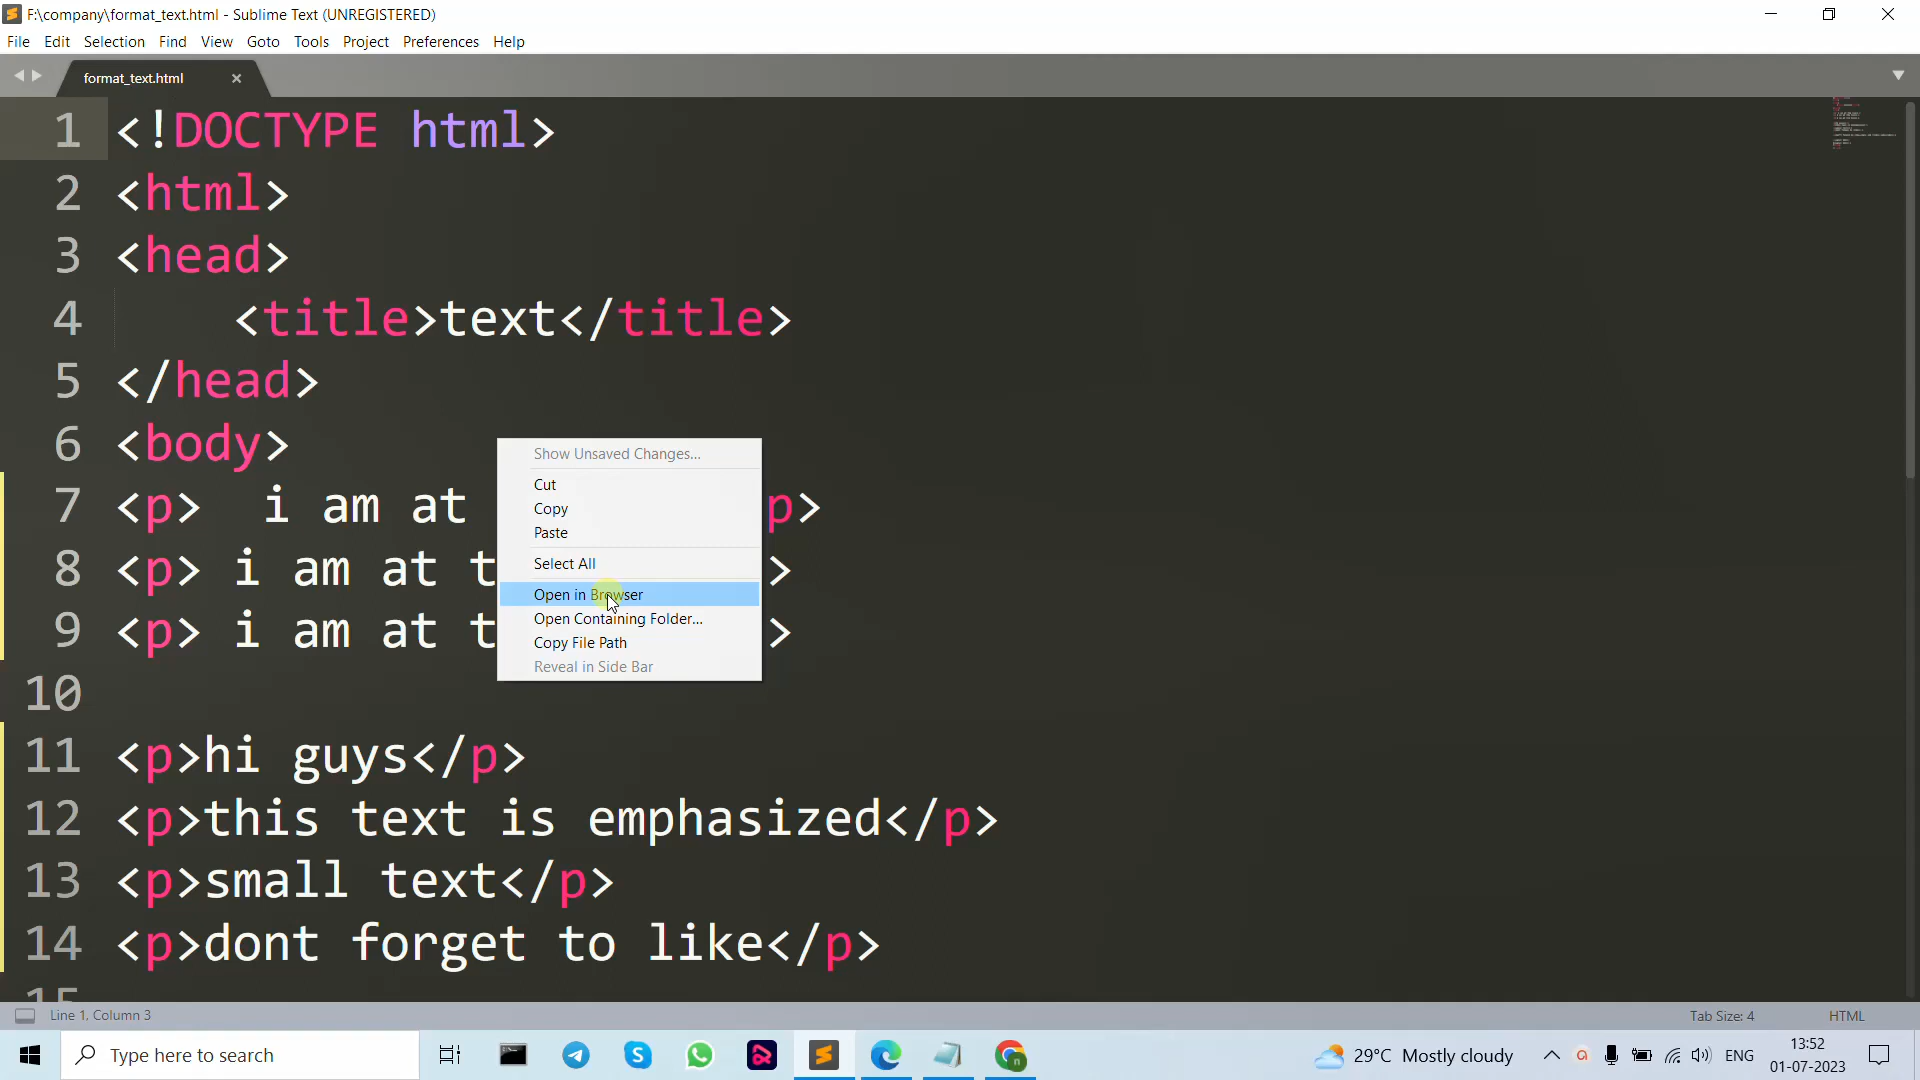 F:\company\format_text.html - Sublime Text (UNREGISTERED)
File Edit Selection Find View Goto Tools Project Preferences Help
format_text.html
1 <!DOCTYPE html>
2 <html>
3 <head>
4 <title>text</title>
5 </head>
6 <body>
7 <p> i am at p>
8 <p> i am at t >
9 <p> i am at t >
10
11 <p>hi guys</p>
12 <p>this text is emphasized</p>
13 <p>small text</p>
14 <p>dont forget to like</p>
15
Show Unsaved Changes...
Cut
Copy
Paste
Select All
Open in Browser
Open Containing Folder...
Copy File Path
Reveal in Side Bar
Line 1, Column 3
Tab Size: 4
HTML
Type here to search
29°C Mostly cloudy
ENG
13:52
01-07-2023